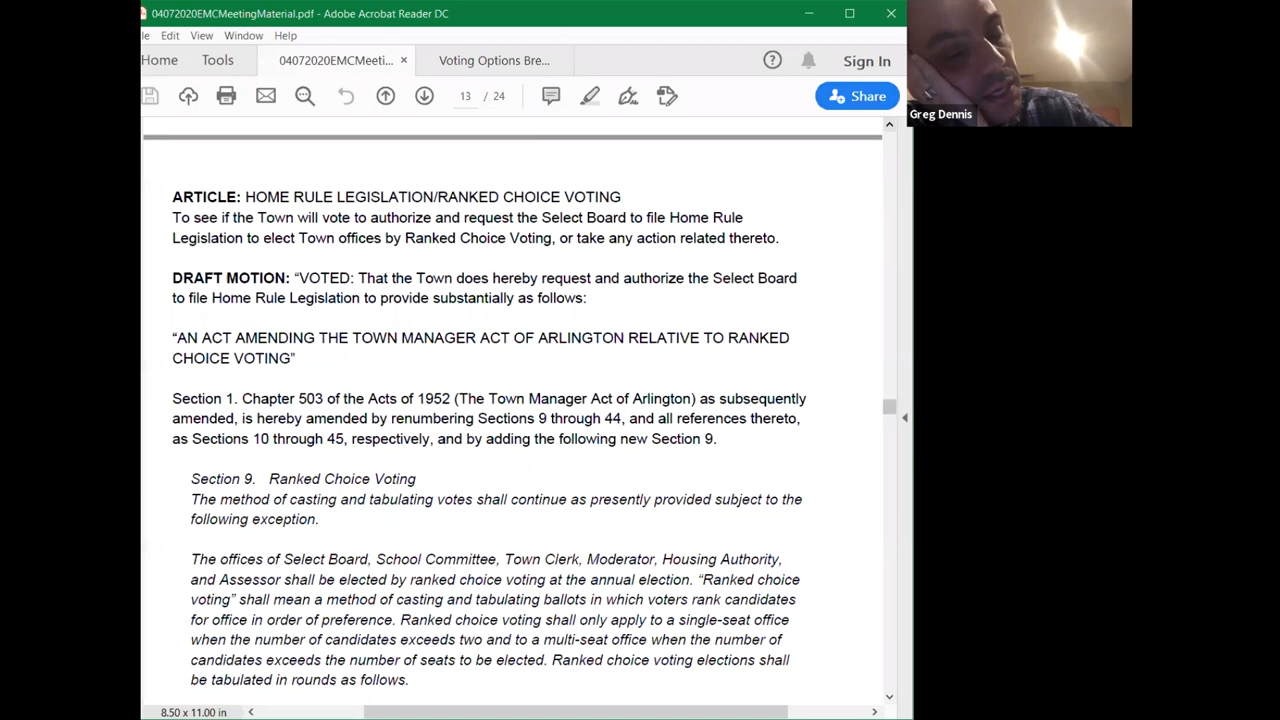 04072020EMCMeetingMaterial.pdf - Adobe Acrobat Reader DC
le Edit View Window Help
Home Tools 04072020EMCMeeti... × Voting Options Bre... Sign In
13 / 24 Share
Greg Dennis
ARTICLE: HOME RULE LEGISLATION/RANKED CHOICE VOTING
To see if the Town will vote to authorize and request the Select Board to file Home Rule
Legislation to elect Town offices by Ranked Choice Voting, or take any action related thereto.
DRAFT MOTION: “VOTED: That the Town does hereby request and authorize the Select Board
to file Home Rule Legislation to provide substantially as follows:
“AN ACT AMENDING THE TOWN MANAGER ACT OF ARLINGTON RELATIVE TO RANKED
CHOICE VOTING”
Section 1. Chapter 503 of the Acts of 1952 (The Town Manager Act of Arlington) as subsequently
amended, is hereby amended by renumbering Sections 9 through 44, and all references thereto,
as Sections 10 through 45, respectively, and by adding the following new Section 9.
Section 9. Ranked Choice Voting
The method of casting and tabulating votes shall continue as presently provided subject to the
following exception.
The offices of Select Board, School Committee, Town Clerk, Moderator, Housing Authority,
and Assessor shall be elected by ranked choice voting at the annual election. “Ranked choice
voting” shall mean a method of casting and tabulating ballots in which voters rank candidates
for office in order of preference. Ranked choice voting shall only apply to a single-seat office
when the number of candidates exceeds two and to a multi-seat office when the number of
candidates exceeds the number of seats to be elected. Ranked choice voting elections shall
be tabulated in rounds as follows.
8.50 x 11.00 in